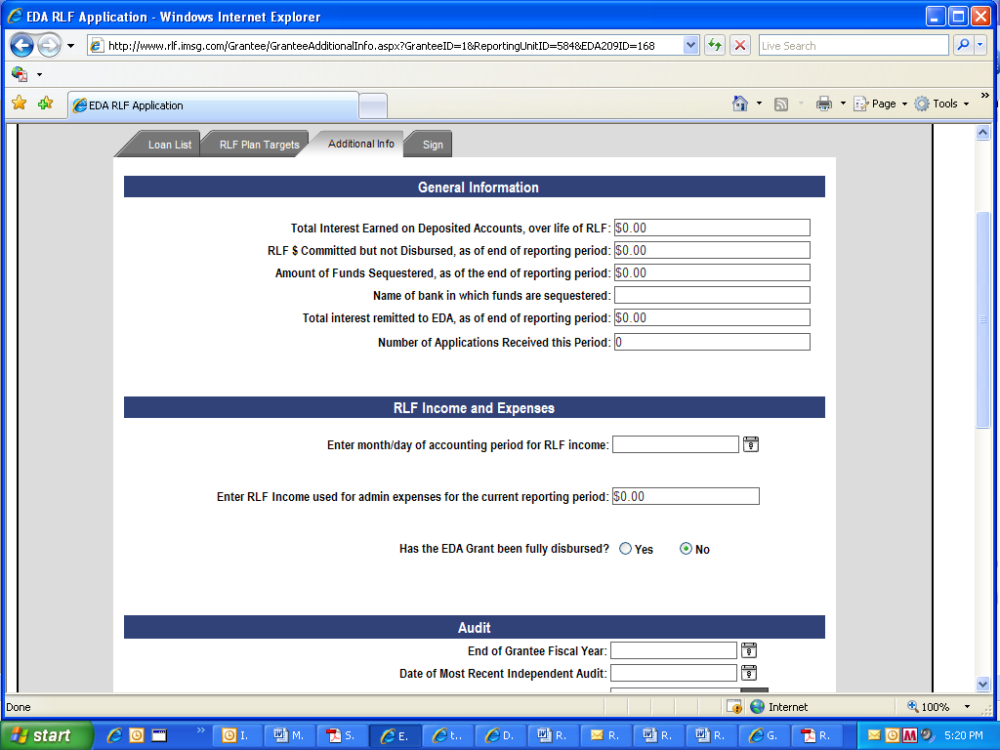 EDA RLF Application - Windows Internet Explorer
http://www.rlf.imsg.com/Grantee/GranteeAdditionalInfo.aspx?GranteeID=1&ReportingUnitID=584&EDA209ID=168
Live Search
EDA RLF Application
Page
Tools
»
Loan List
RLF Plan Targets
Additional Info
Sign
General Information
Total Interest Earned on Deposited Accounts, over life of RLF: $0.00
RLF $ Committed but not Disbursed, as of end of reporting period: $0.00
Amount of Funds Sequestered, as of the end of reporting period: $0.00
Name of bank in which funds are sequestered:
Total interest remitted to EDA, as of end of reporting period: $0.00
Number of Applications Received this Period: 0
RLF Income and Expenses
Enter month/day of accounting period for RLF income:
Enter RLF Income used for admin expenses for the current reporting period: $0.00
Has the EDA Grant been fully disbursed? Yes No
Audit
End of Grantee Fiscal Year:
Date of Most Recent Independent Audit:
Done
Internet
100%
start
»
I.
M.
S.
E.
t..
D.
R.
R.
R.
R.
G.
R.
5:20 PM